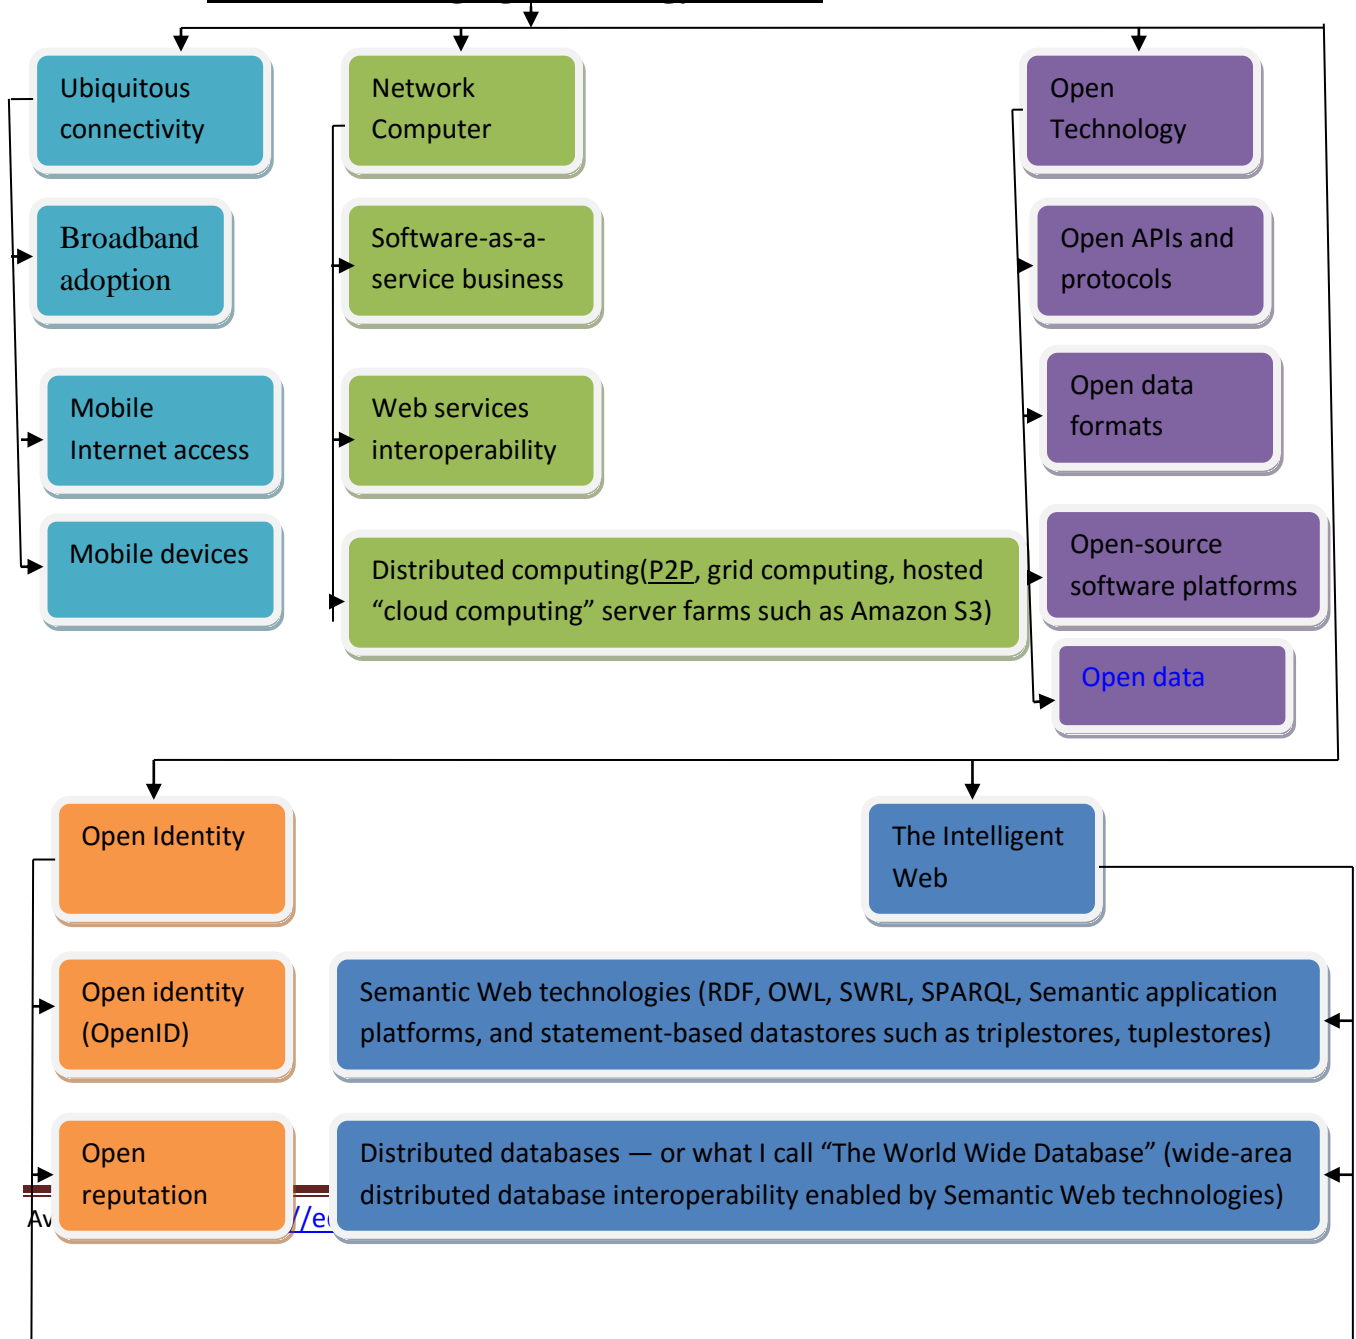 Ubiquitous
connectivity
Network
Computer
Open
Technology
Broadband
adoption
Software-as-a-
service business
Open APIs and
protocols
Mobile
Internet access
Web services
interoperability
Open data
formats
Mobile devices
Distributed computing(P2P, grid computing, hosted
“cloud computing” server farms such as Amazon S3)
Open-source
software platforms
Open data
Open Identity
The Intelligent
Web
Open identity
(OpenID)
Semantic Web technologies (RDF, OWL, SWRL, SPARQL, Semantic application
platforms, and statement-based datastores such as triplestores, tuplestores)
Open
reputation
Distributed databases — or what I call “The World Wide Database” (wide-area
distributed database interoperability enabled by Semantic Web technologies)